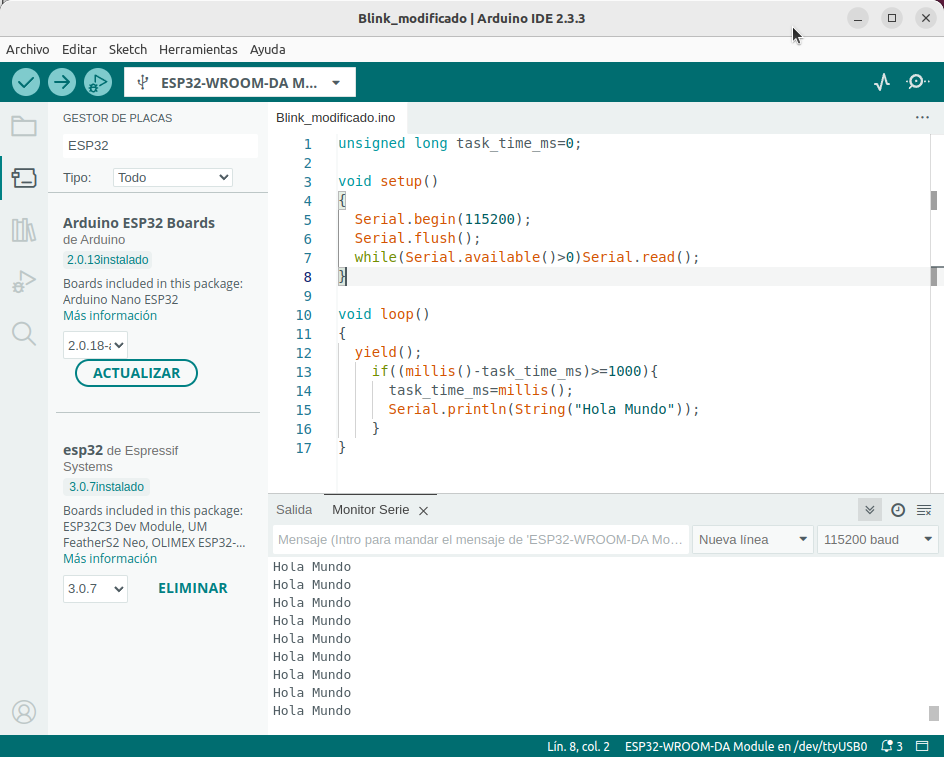 Blink_modificado | Arduino IDE 2.3.3
Archivo Editar Sketch Herramientas Ayuda
ESP32-WROOM-DA M...
GESTOR DE PLACAS
ESP32
Tipo: Todo
Arduino ESP32 Boards
de Arduino
2.0.13instalado
Boards included in this package:
Arduino Nano ESP32
Más información
2.0.18-
ACTUALIZAR
esp32 de Espressif
Systems
3.0.7instalado
Boards included in this package:
ESP32C3 Dev Module, UM
FeatherS2 Neo, OLIMEX ESP32-...
Más información
3.0.7 ELIMINAR
Blink_modificado.ino
1 unsigned long task_time_ms=0;
2
3 void setup()
4 {
5 Serial.begin(115200);
6 Serial.flush();
7 while(Serial.available()>0)Serial.read();
8 }
9
10 void loop()
11 {
12 yield();
13 if((millis()-task_time_ms)>=1000){
14 task_time_ms=millis();
15 Serial.println(String("Hola Mundo"));
16 }
17 }
Salida Monitor Serie
Mensaje (Intro para mandar el mensaje de 'ESP32-WROOM-DA Mo... Nueva línea 115200 baud
Hola Mundo
Hola Mundo
Hola Mundo
Hola Mundo
Hola Mundo
Hola Mundo
Hola Mundo
Hola Mundo
Hola Mundo
Lín. 8, col. 2 ESP32-WROOM-DA Module en /dev/ttyUSB0 3